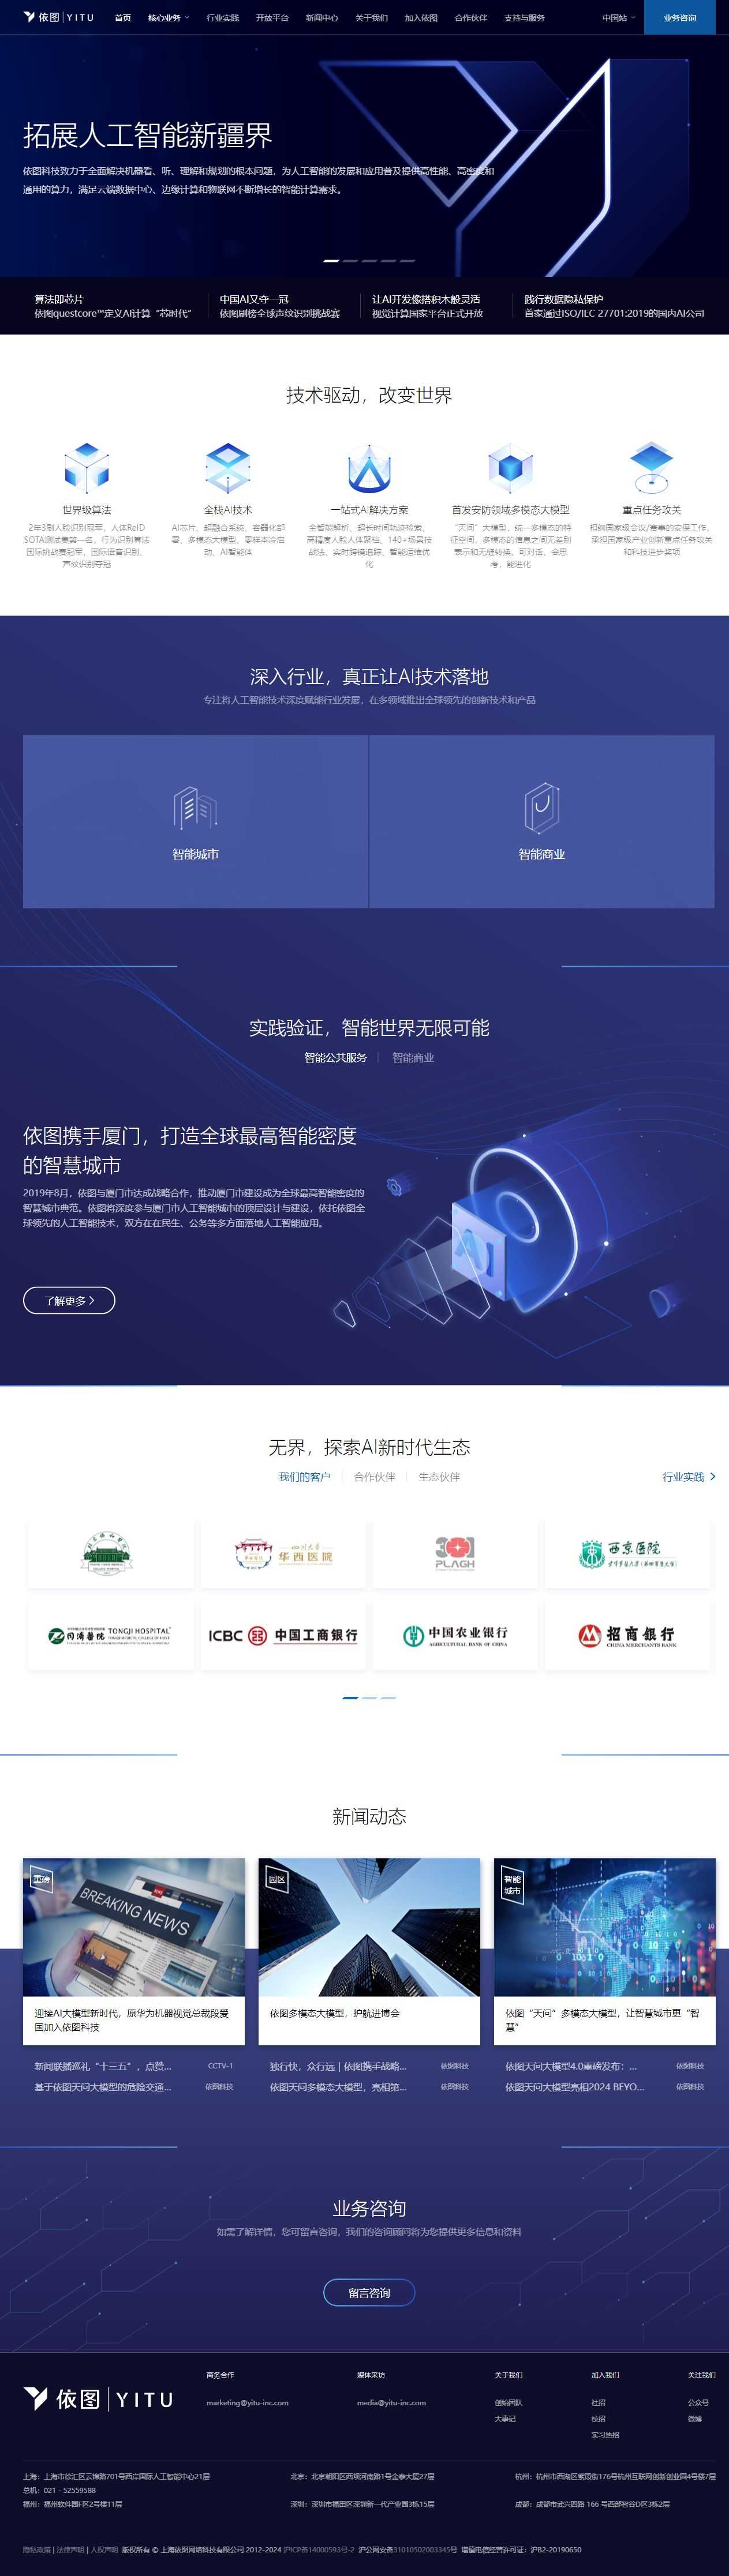 依图 | YITU 首页 核心业务 行业实践 开放平台 新闻中心 关于我们 加入依图 合作伙伴 支持与服务 中国站 业务咨询
拓展人工智能新疆界
依图科技致力于全面解决机器看、听、理解和规划的根本问题，为人工智能的发展和应用普及提供高性能、高密度和
通用的算力，满足云端数据中心、边缘计算和物联网不断增长的智能计算需求。
算法即芯片 中国AI又夺一冠 让AI开发像搭积木般灵活 践行数据隐私保护
依图questcore™定义AI计算“芯时代” 依图刷榜全球声纹识别挑战赛 视觉计算国家平台正式开放 首家通过ISO/IEC 27701:2019的国内AI公司
技术驱动，改变世界
世界级算法
2年3期人脸识别冠军，人体ReID
SOTA测试集第一名，行为识别算法
国际挑战赛冠军，国际语音识别、
声纹识别夺冠
全栈AI技术
AI芯片、超融合系统、容器化部
署、多模态大模型、零样本冷启
动、AI智能体
一站式AI解决方案
全智能解析、超长时间轨迹检索，
高精度人脸人体聚档、140+场景技
战法、实时跨镜追踪、智能运维优
化
首发安防领域多模态大模型
“天问”大模型，统一多模态的特
征空间，多模态的信息之间无差别
表示和无缝转换。可对话，会思
考，能进化
重点任务攻关
担纲国家级会议/赛事的安保工作，
承担国家级产业创新重点任务攻关
和科技进步奖项
深入行业，真正让AI技术落地
专注将人工智能技术深度赋能行业发展，在多领域推出全球领先的创新技术和产品
智能城市 智能商业
实践验证，智能世界无限可能
智能公共服务 智能商业
依图携手厦门，打造全球最高智能密度
的智慧城市
2019年8月，依图与厦门市达成战略合作，推动厦门市建设成为全球最高智能密度的
智慧城市典范。依图将深度参与厦门市人工智能城市的顶层设计与建设，依托依图全
球领先的人工智能技术，双方在在民生、公务等多方面落地人工智能应用。
了解更多
无界，探索AI新时代生态
我们的客户 合作伙伴 生态伙伴 行业实践
华西医院 301 PLAGH 西京医院
同济醫院 TONGJI HOSPITAL ICBC 中国工商银行 中国农业银行 AGRICULTURAL BANK OF CHINA 招商银行 CHINA MERCHANTS BANK
新闻动态
重磅
BREAKING NEWS
迎接AI大模型新时代，原华为机器视觉总裁段爱
国加入依图科技
新闻联播巡礼“十三五”，点赞... CCTV-1
基于依图天问大模型的危险交通... 依图科技
园区
依图多模态大模型，护航进博会
独行快，众行远 | 依图携手战略... 依图科技
依图天问多模态大模型，亮相第... 依图科技
智能
城市
依图“天问”多模态大模型，让智慧城市更“智
慧”
依图天问大模型4.0重磅发布：... 依图科技
依图天问大模型亮相2024 BEYO... 依图科技
业务咨询
如需了解详情，您可留言咨询，我们的咨询顾问将为您提供更多信息和资料
留言咨询
依图 | YITU
商务合作
marketing@yitu-inc.com
媒体采访
media@yitu-inc.com
关于我们
创始团队
大事记
加入我们
社招
校招
实习热招
关注我们
公众号
微博
上海：上海市徐汇区云锦路701号西岸国际人工智能中心21层 北京：北京朝阳区西坝河南路1号金泰大厦27层 杭州：杭州市西湖区紫霞街176号杭州互联网创新创业园4号楼7层
总机：021 - 52559588
福州：福州软件园F区2号楼11层 深圳：深圳市福田区深圳新一代产业园3栋15层 成都：成都市武兴四路 166 号西部智谷D区3栋2层
隐私政策 | 法律声明 | 人权声明 版权所有 © 上海依图网络科技有限公司 2012-2024 沪ICP备14000593号-2 沪公网安备31010502003345号 增值电信经营许可证：沪B2-20190650